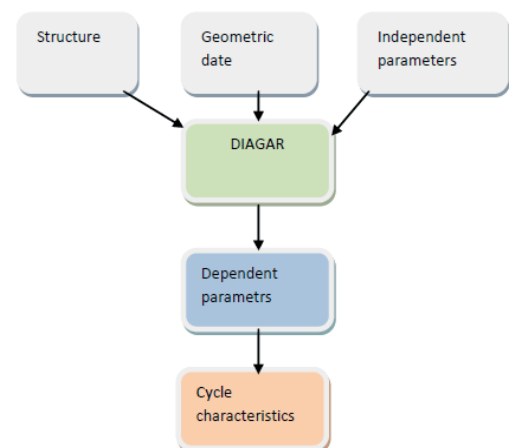 Structure
Geometric
date
Independent
parameters
DIAGAR
Dependent
parametrs
Cycle
characteristics